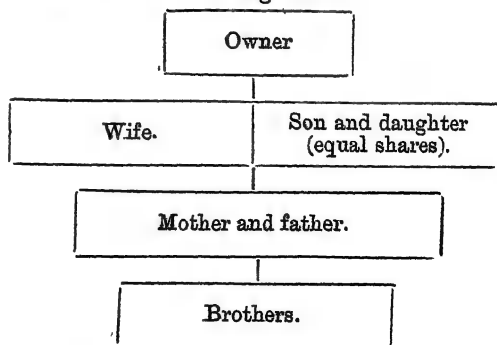 Owner
Wife.
Son and daughter
(equal shares).
Mother and father.
Brothers.